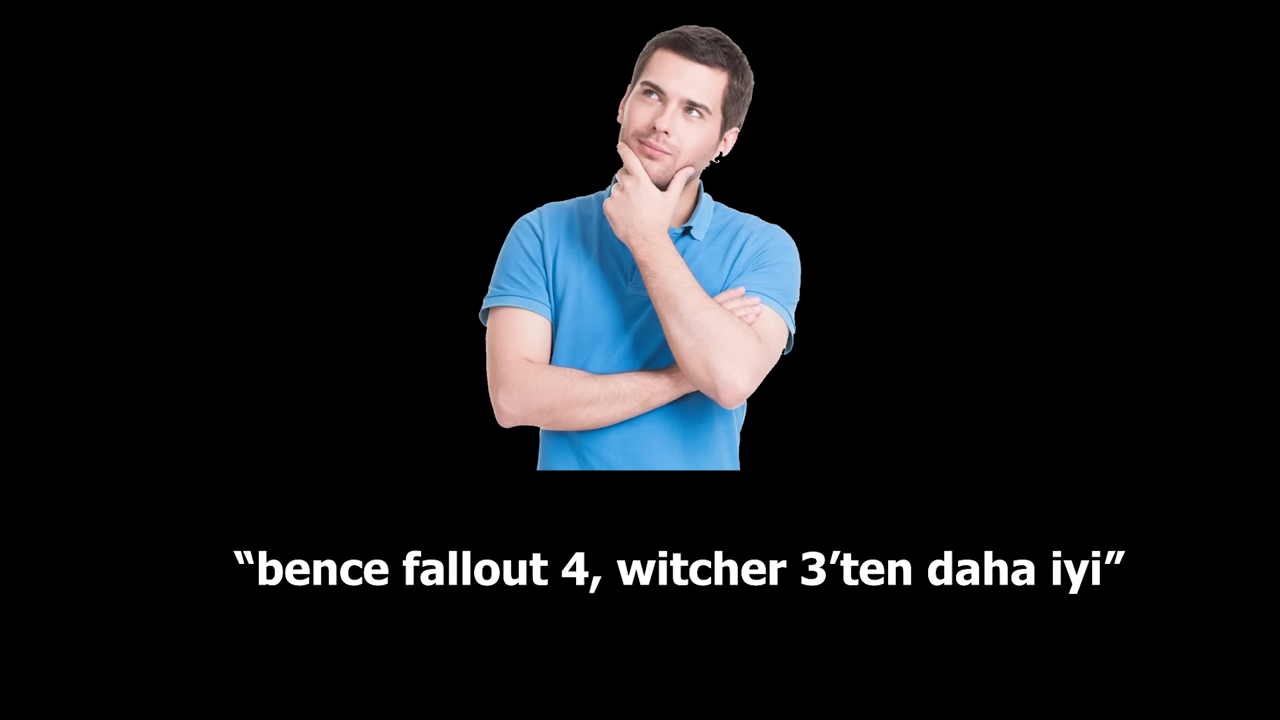 “bence fallout 4, witcher 3’ten daha iyi”